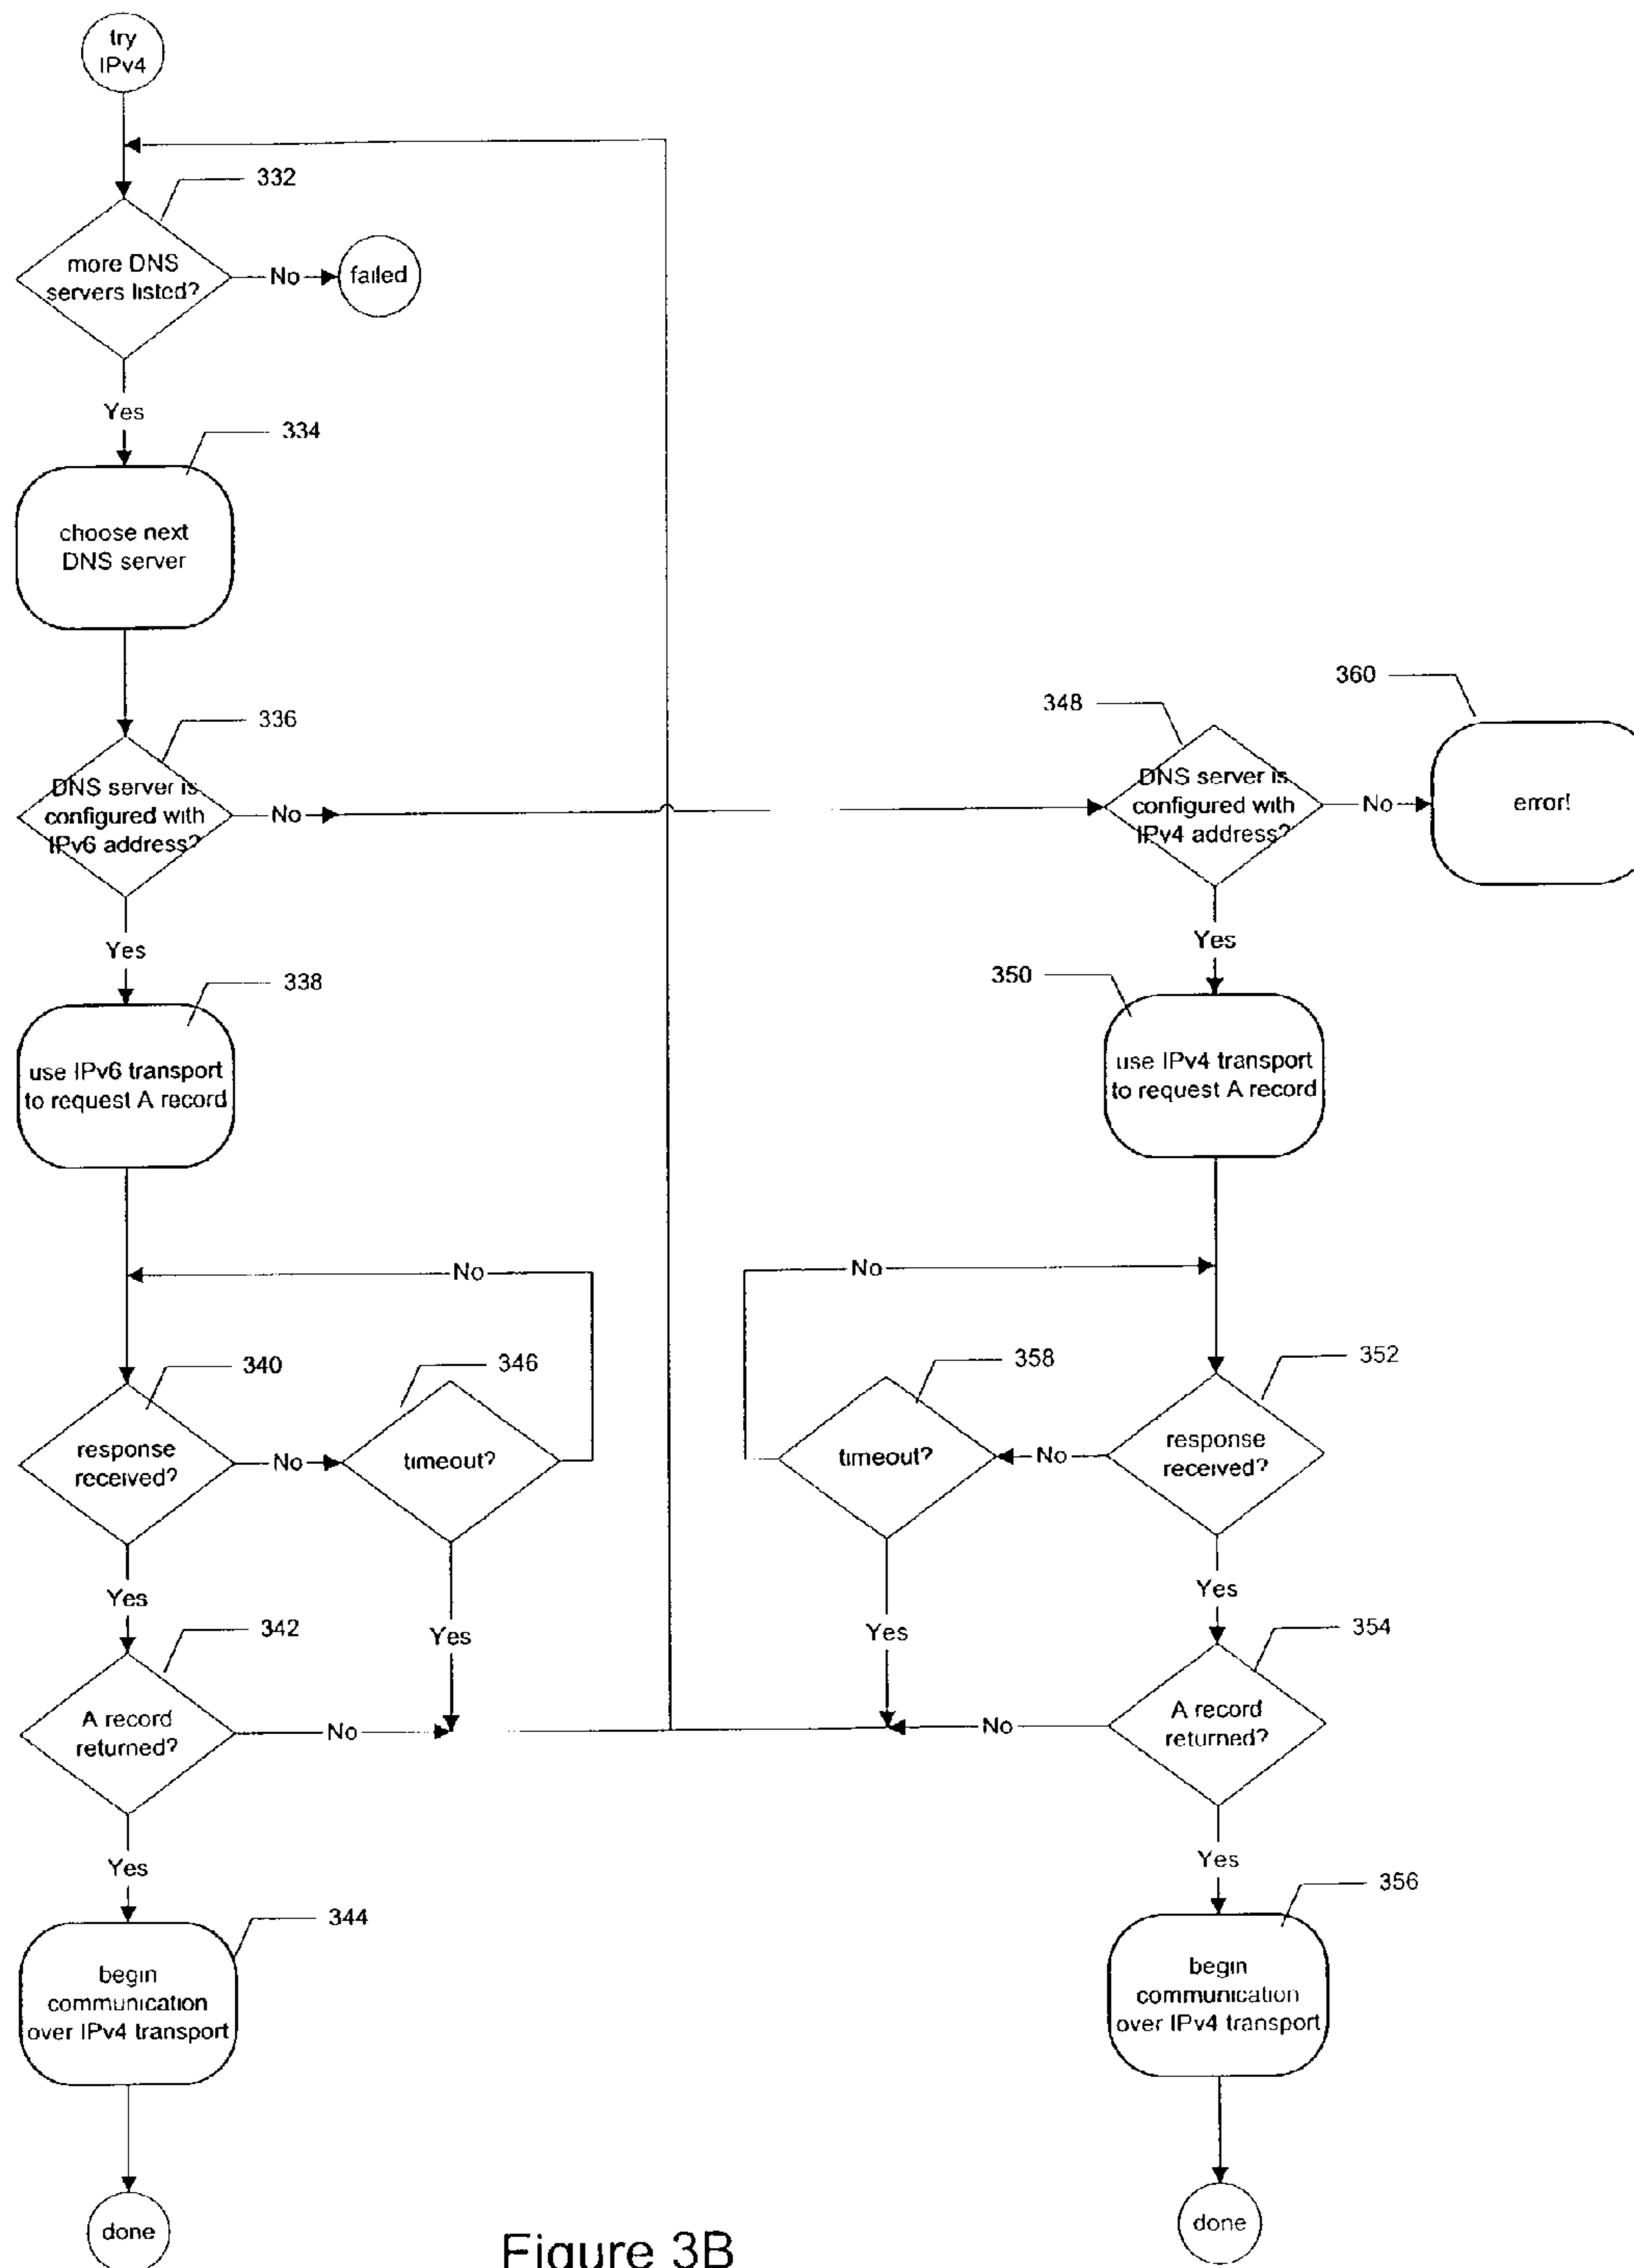 try
IPv4
332
more DNS
servers listed?
No
failed
Yes
334
choose next
DNS server
336
DNS server is
configured with
IPv6 address?
No
348
DNS server is
configured with
IPv4 address?
No
360
error!
Yes
338
use IPv6 transport
to request A record
Yes
350
use IPv4 transport
to request A record
No
340
response
received?
No
346
timeout?
No
358
timeout?
No
352
response
received?
Yes
Yes
Yes
Yes
342
A record
returned?
No
354
A record
returned?
No
Yes
344
begin
communication
over IPv4 transport
Yes
356
begin
communication
over IPv4 transport
done
done
Figure 3B